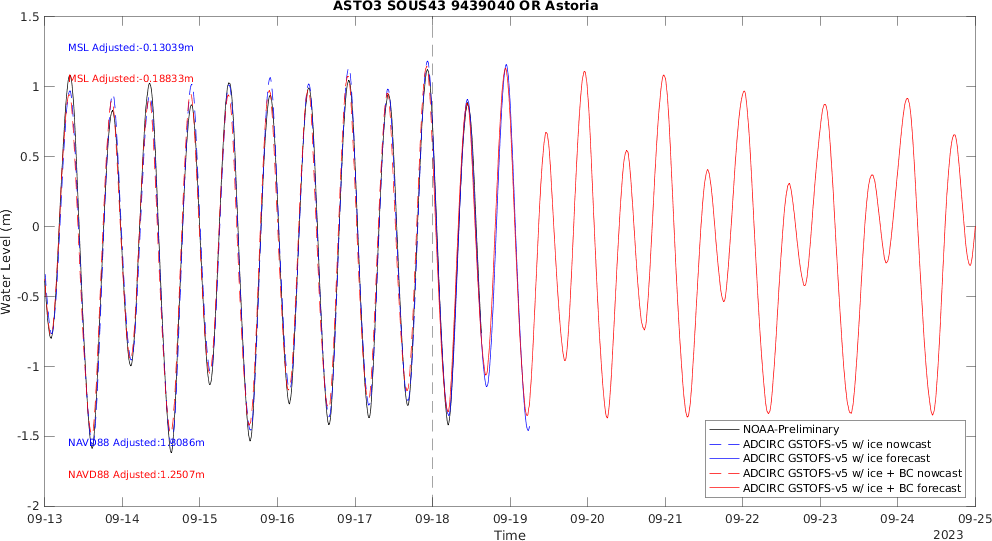 ASTO3 SOUS43 9439040 OR Astoria
1.5
1
0.5
0
-0.5
-1
-1.5
-2
Water Level (m)
MSL Adjusted:-0.13039m
MSL Adjusted:-0.18833m
NAVD88 Adjusted:1.3086m
NAVD88 Adjusted:1.2507m
NOAA-Preliminary
ADCIRC GSTOFS-v5 w/ ice nowcast
ADCIRC GSTOFS-v5 w/ ice forecast
ADCIRC GSTOFS-v5 w/ ice + BC nowcast
ADCIRC GSTOFS-v5 w/ ice + BC forecast
09-13 09-14 09-15 09-16 09-17 09-18 09-19 09-20 09-21 09-22 09-23 09-24 09-25
Time
2023